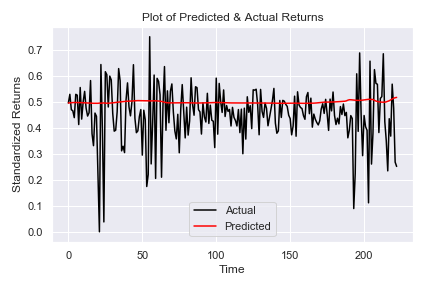 Plot of Predicted & Actual Returns
Standardized Returns
0.7
0.6
0.5
0.4
0.3
0.2
0.1
0.0
Actual
Predicted
0 50 100 150 200
Time